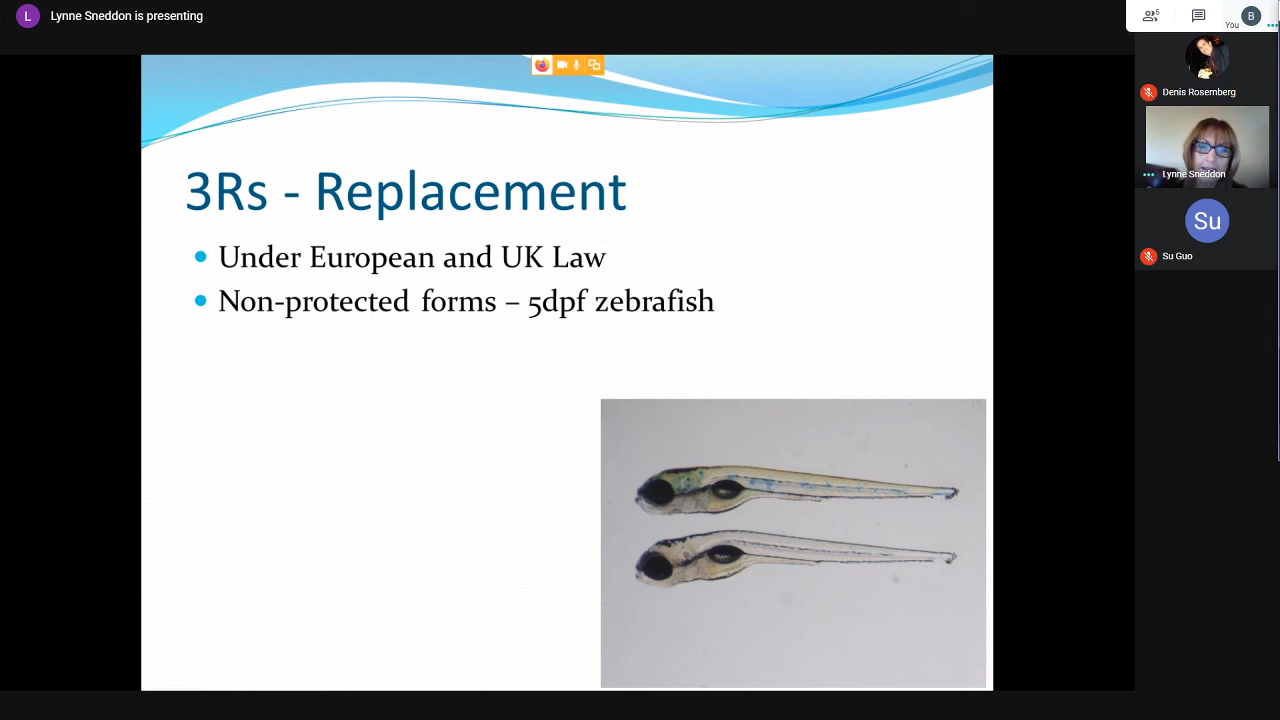 L
Lynne Sneddon is presenting
5
You
B
3Rs - Replacement
Under European and UK Law
Non-protected forms – 5dpf zebrafish
Denis Rosemberg
Lynne Sneddon
Su
Su Guo